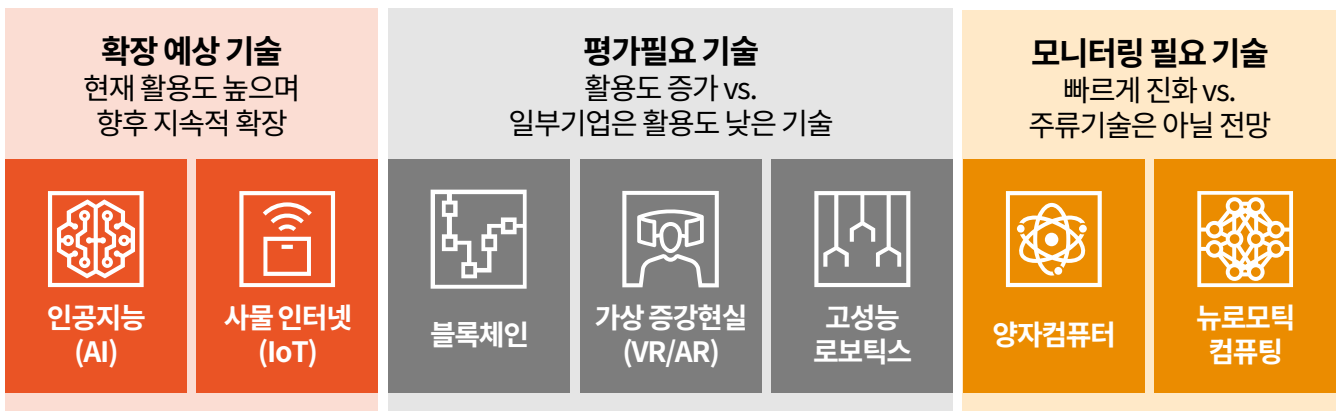 확장 예상 기술
현재 활용도 높으며
향후 지속적 확장
인공지능
(AI)
사물 인터넷
(IoT)
평가필요 기술
활용도 증가 vs.
일부기업은 활용도 낮은 기술
블록체인
가상 증강현실
(VR/AR)
고성능
로보틱스
모니터링 필요 기술
빠르게 진화 vs.
주류기술은 아닐 전망
양자컴퓨터
뉴로모틱
컴퓨팅